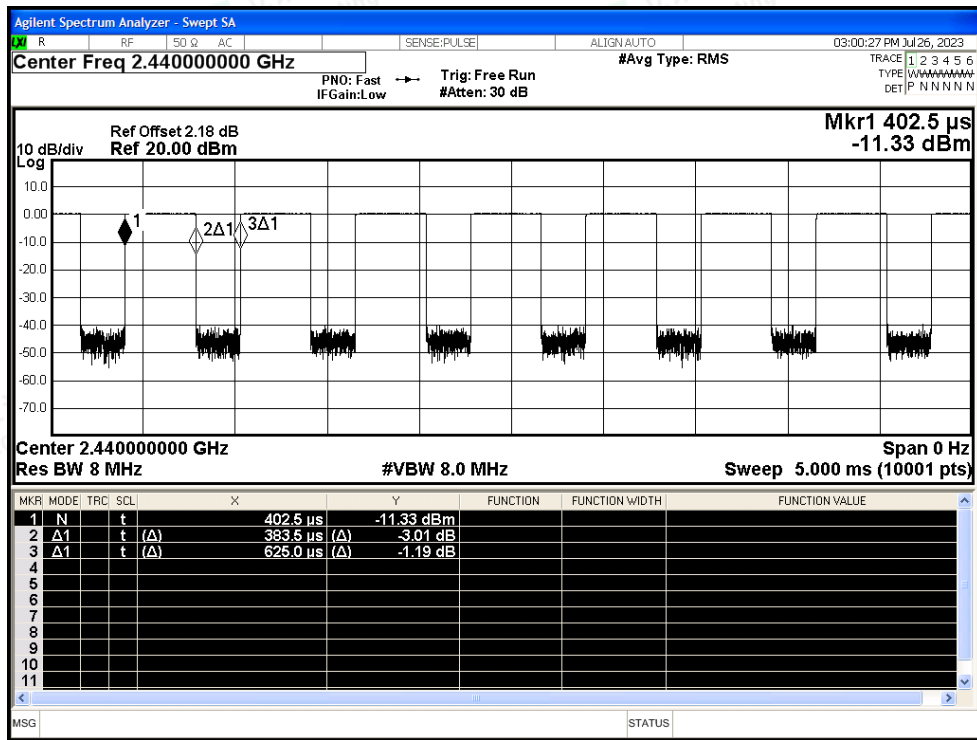 Agilent Spectrum Analyzer - Swept SA
LXI R RF 50 Ω AC SENSE:PULSE ALIGN AUTO 03:00:27 PM Jul 26, 2023
Center Freq 2.440000000 GHz
#Avg Type: RMS
TRACE 1 2 3 4 5 6
PNO: Fast
Trig: Free Run
TYPE WWWWWW
IFGain:Low
#Atten: 30 dB
DET P N N N N N
Mkr1 402.5 µs
Ref Offset 2.18 dB
10 dB/div Ref 20.00 dBm
-11.33 dBm
Log
10.0
0.00
1
2Δ1
3Δ1
-10.0
-20.0
-30.0
-40.0
-50.0
-60.0
-70.0
Center 2.440000000 GHz Span 0 Hz
Res BW 8 MHz #VBW 8.0 MHz Sweep 5.000 ms (10001 pts)
MKR MODE TRC SCL X Y FUNCTION FUNCTION WIDTH FUNCTION VALUE
1 N t 402.5 µs -11.33 dBm
2 Δ1 t (Δ) 383.5 µs (Δ) -3.01 dB
3 Δ1 t (Δ) 625.0 µs (Δ) -1.19 dB
4
5
6
7
8
9
10
11
MSG STATUS